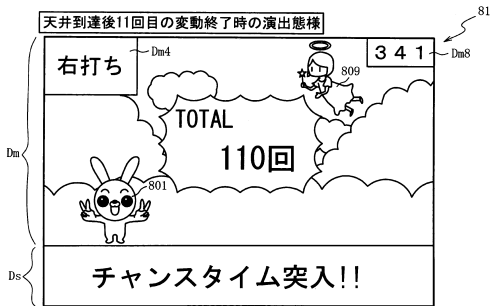 天井到達後11回目の変動終了時の演出態様
81
右打ち
Dm4
341
Dm8
809
Dm
TOTAL
110回
801
Ds
チャンスタイム突入!!